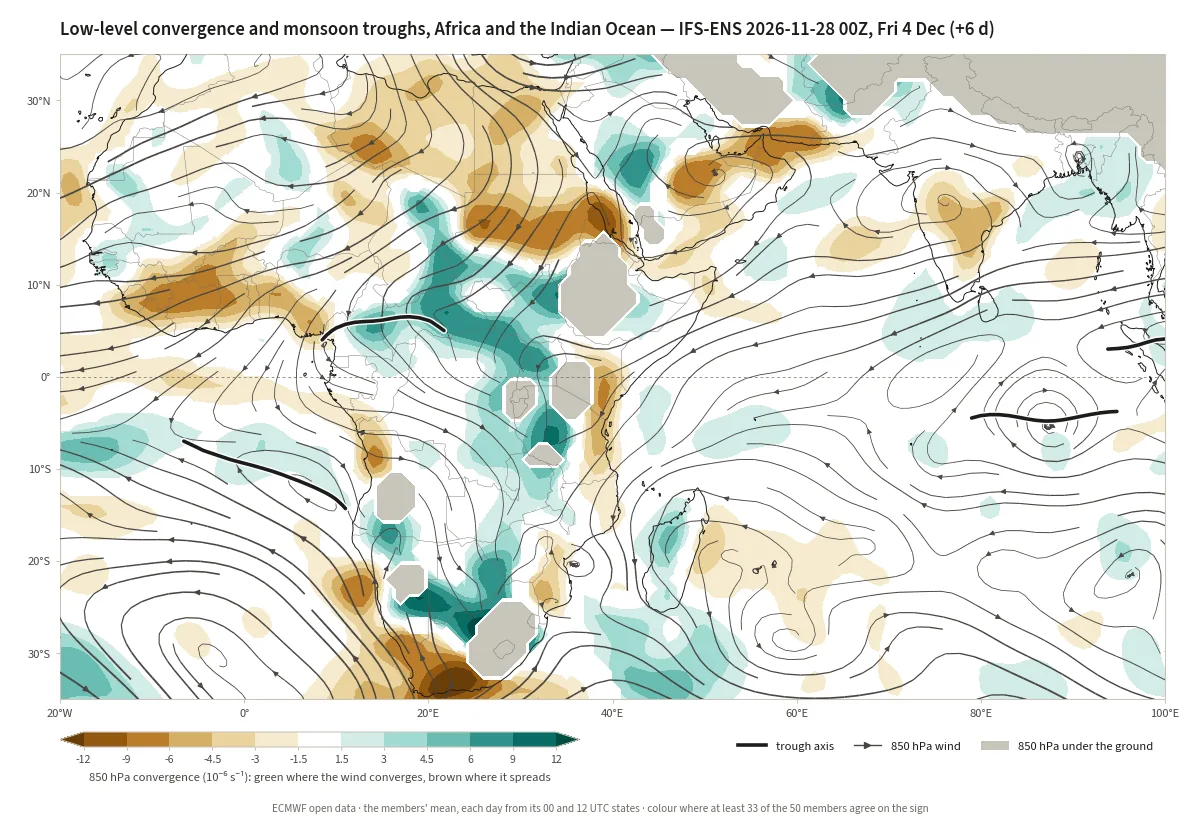 Low-level convergence and monsoon troughs, Africa and the Indian Ocean — IFS-ENS 2026-11-28 00Z, Fri 4 Dec (+6 d)
30°N
20°N
10°N
0°
10°S
20°S
30°S
20°W 0° 20°E 40°E 60°E 80°E 100°E
-12 -9 -6 -4.5 -3 -1.5 1.5 3 4.5 6 9 12
850 hPa convergence (10⁻⁶ s⁻¹): green where the wind converges, brown where it spreads
trough axis 850 hPa wind 850 hPa under the ground
ECMWF open data · the members' mean, each day from its 00 and 12 UTC states · colour where at least 33 of the 50 members agree on the sign